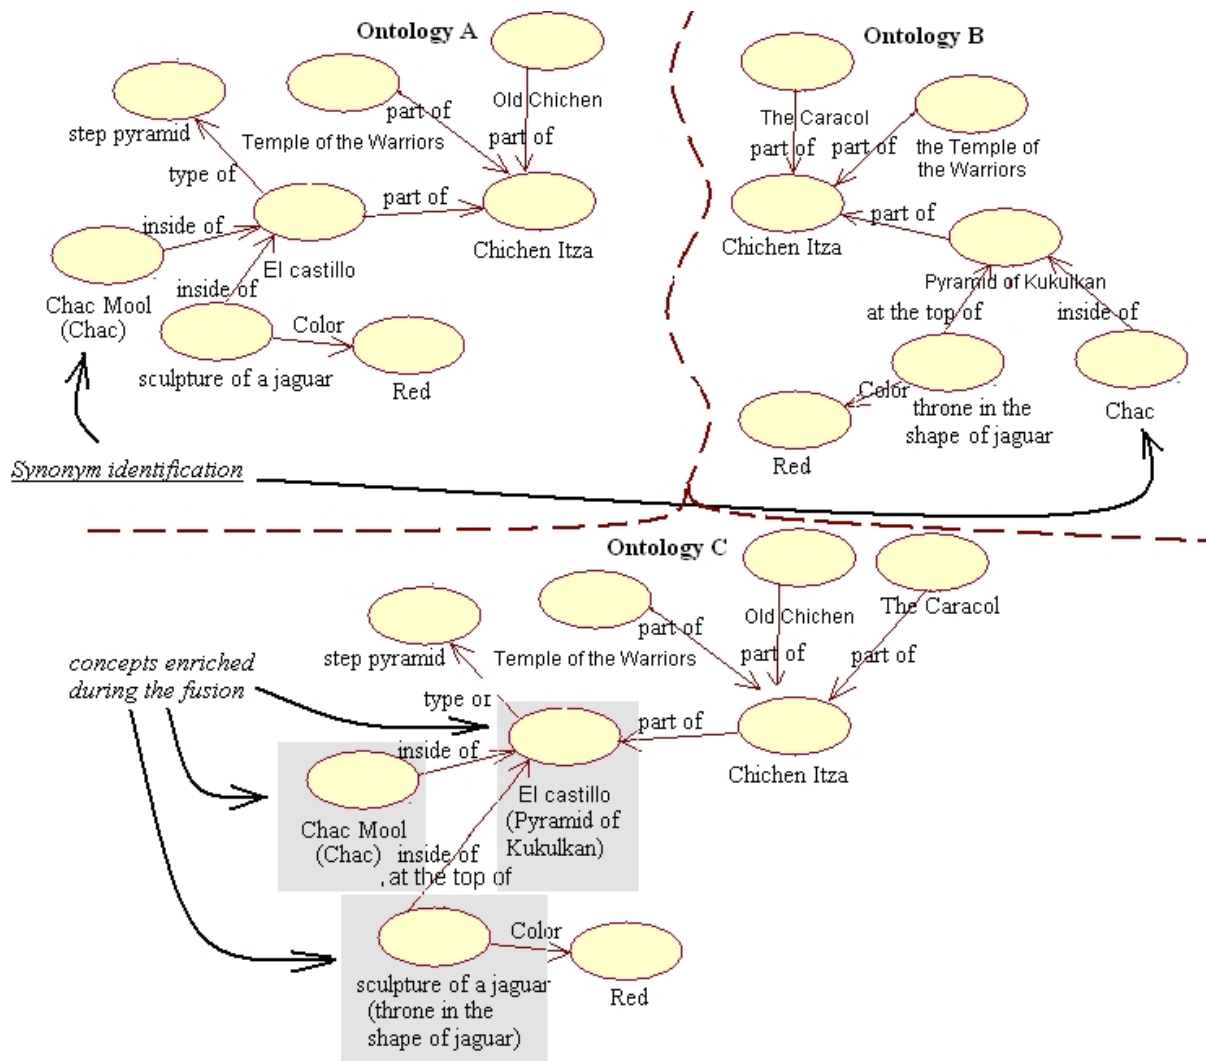 Ontology A
step pyramid
part of
Old Chichen
Temple of the Warriors
part of
type of
part of
inside of
Chichen Itza
El castillo
Chac Mool
(Chac)
inside of
Color
sculpture of a jaguar
Red
Synonym identification
Ontology B
The Caracol
part of
part of
the Temple of
the Warriors
part of
Chichen Itza
Pyramid of Kukulkan
at the top of
inside of
Color
throne in the
shape of jaguar
Chac
Red
Ontology C
Old Chichen
The Caracol
step pyramid
part of
Temple of the Warriors
part of
part of
concepts enriched
during the fusion
type or
part of
inside of
Chichen Itza
El castillo
(Pyramid of
Kukulkan)
Chac Mool
(Chac)
inside of
, at the top of
Color
sculpture of a jaguar
(throne in the
shape of jaguar)
Red